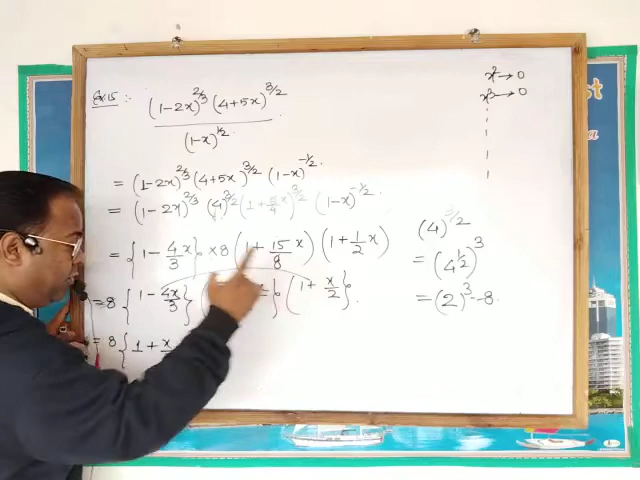 Ex.15 :- (1-2x)^{2/3} (4+5x)^{3/2} / (1-x)^{1/2}
= (1-2x)^{2/3} (4+5x)^{3/2} (1-x)^{-1/2}.
= (1-2x)^{2/3} (4)^{3/2} (1+5/4 x)^{3/2} (1-x)^{-1/2}
= {1 - 4/3 x} × 8 (1 + 15/8 x) (1 + 1/2 x)
= 8 {1 - 4x/3} (1 + x/2}.
= 8 {1 + x
x² → 0
x³ → 0
(4)^{3/2}
= (4^{1/2})^3
= (2)^3 = 8.
st
a